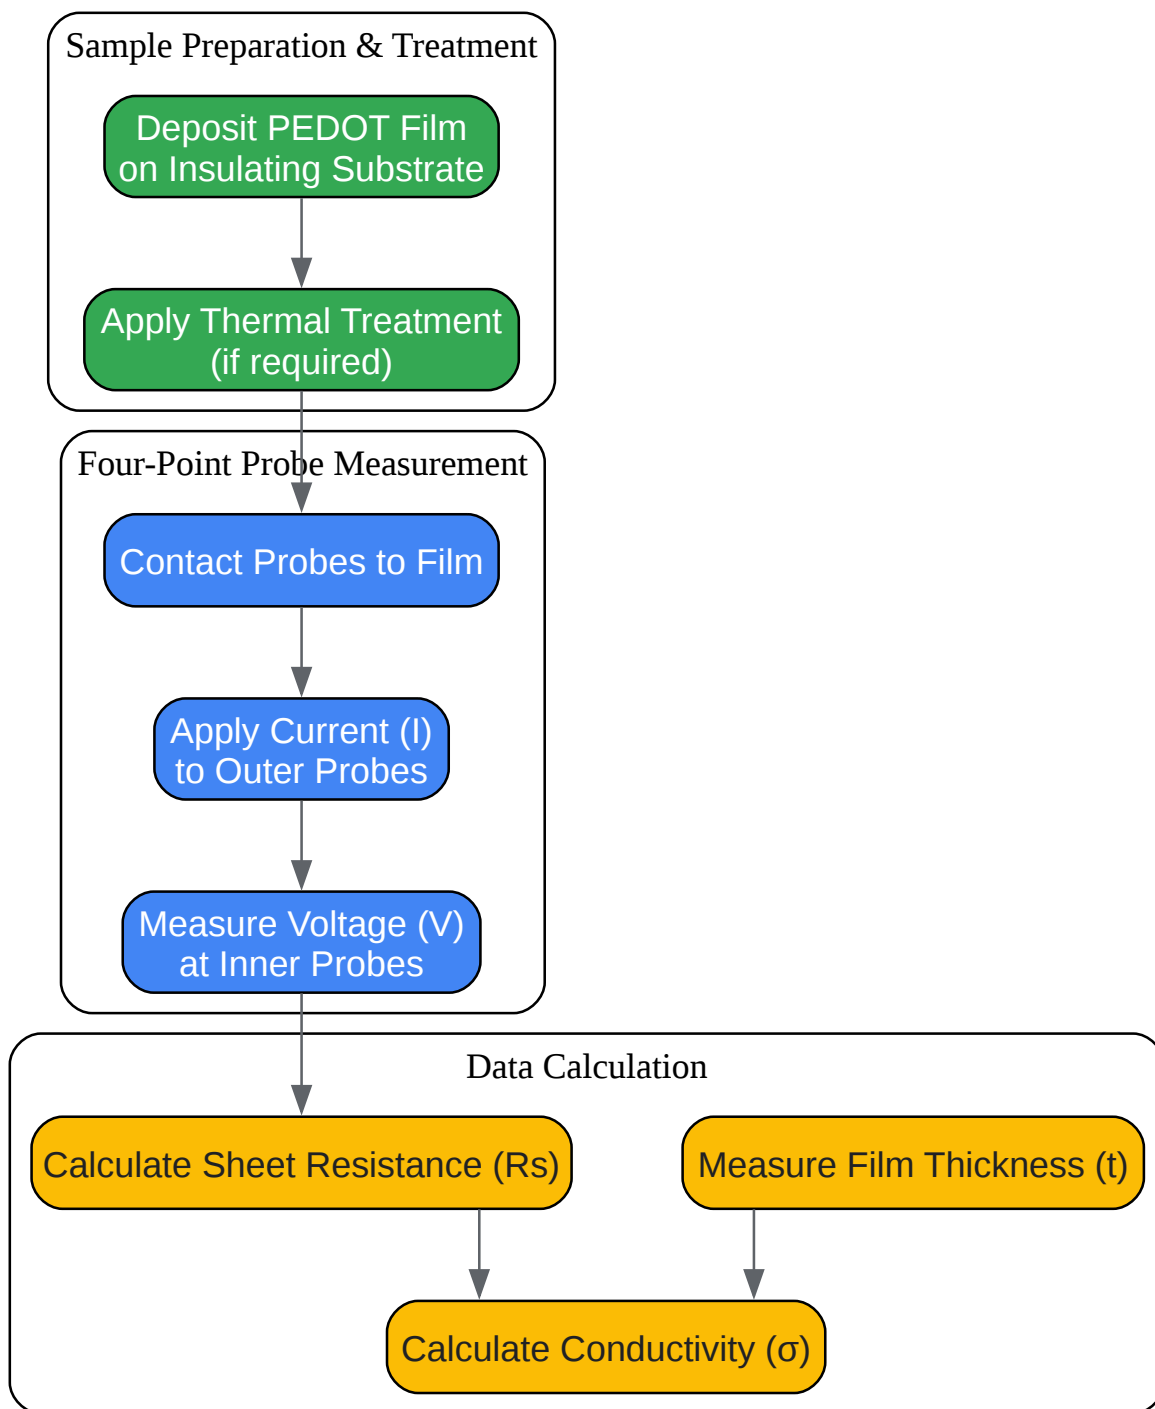 Sample Preparation & Treatment
Deposit PEDOT Film
on Insulating Substrate
Apply Thermal Treatment
(if required)
Four-Point Probe Measurement
Contact Probes to Film
Apply Current (I)
to Outer Probes
Measure Voltage (V)
at Inner Probes
Data Calculation
Calculate Sheet Resistance (Rs)
Measure Film Thickness (t)
Calculate Conductivity (σ)